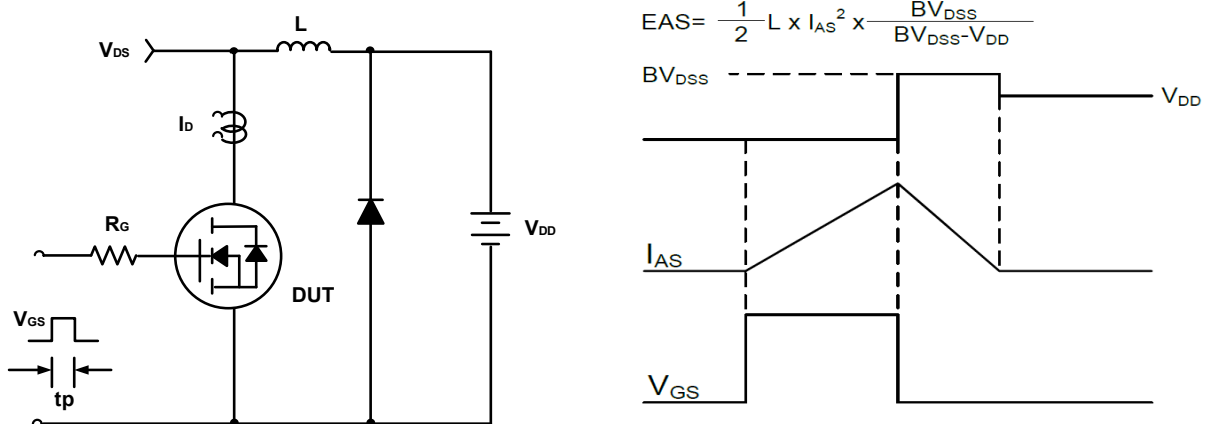 L
VDS
ID
RG
VDD
DUT
VGS
tp
EAS= 1/2 L x IAS² x BVDSS/BVDSS-VDD
BVDSS
VDD
IAS
VGS